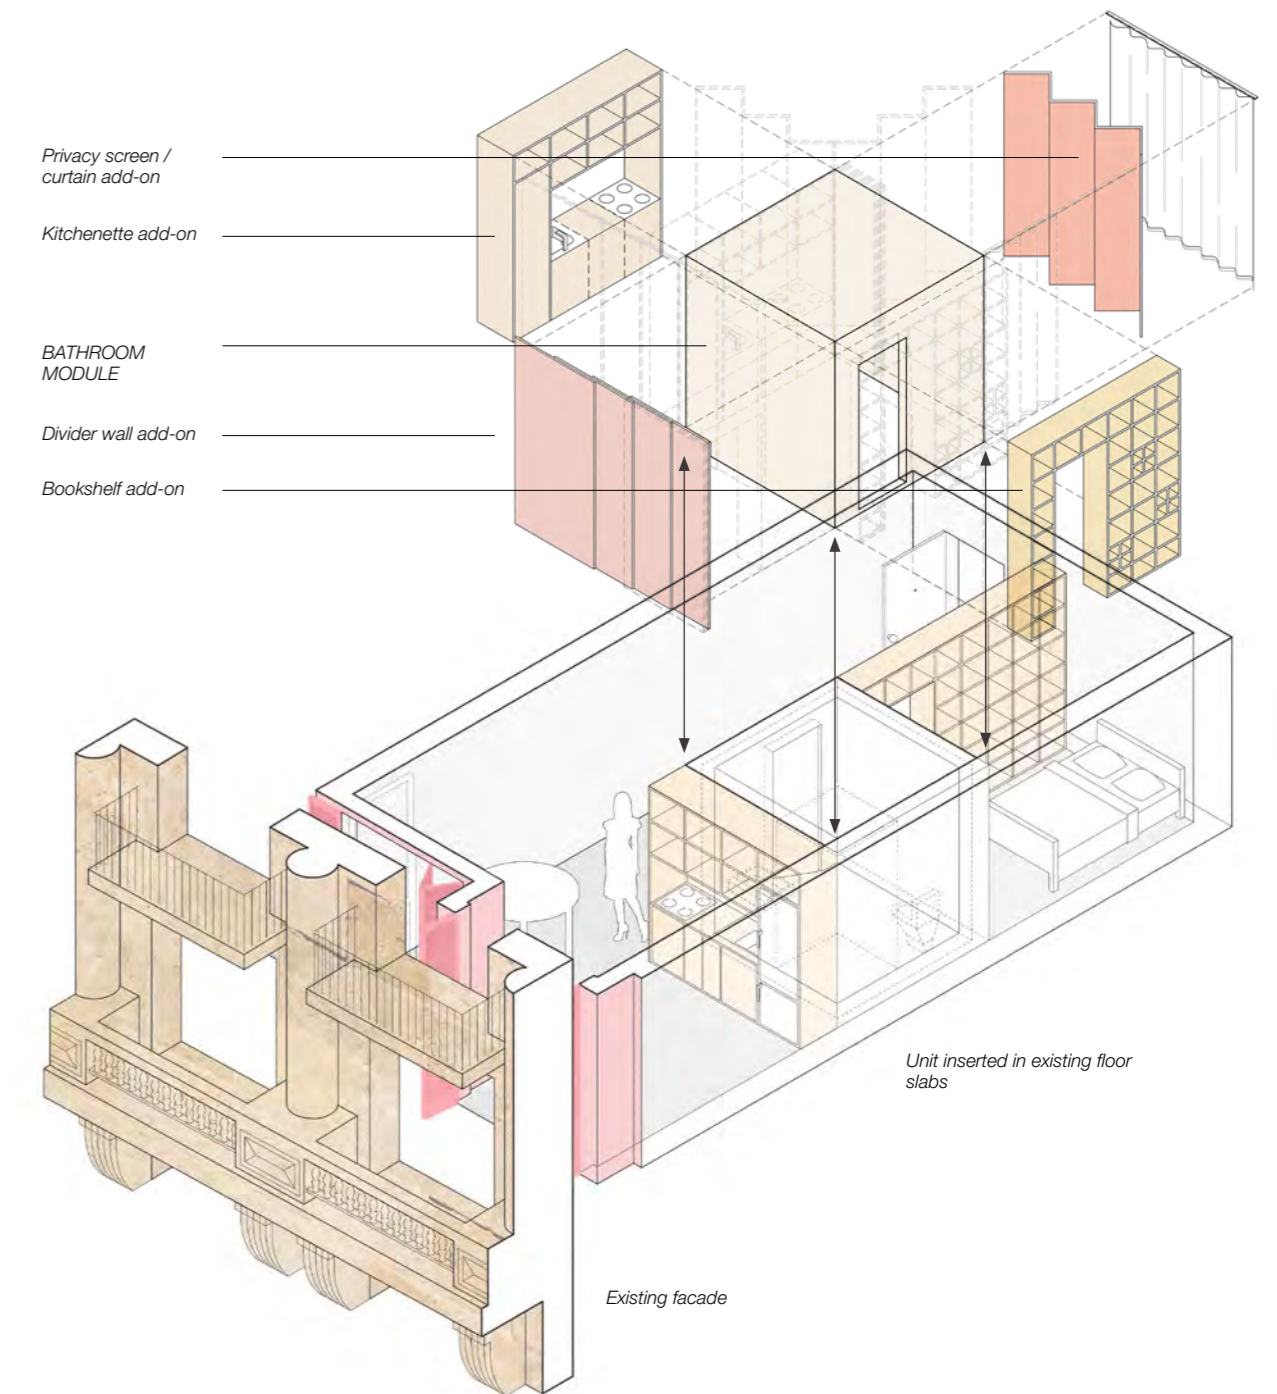 Privacy screen /
curtain add-on
Kitchenette add-on
BATHROOM
MODULE
Divider wall add-on
Bookshelf add-on
Unit inserted in existing floor
slabs
Existing facade